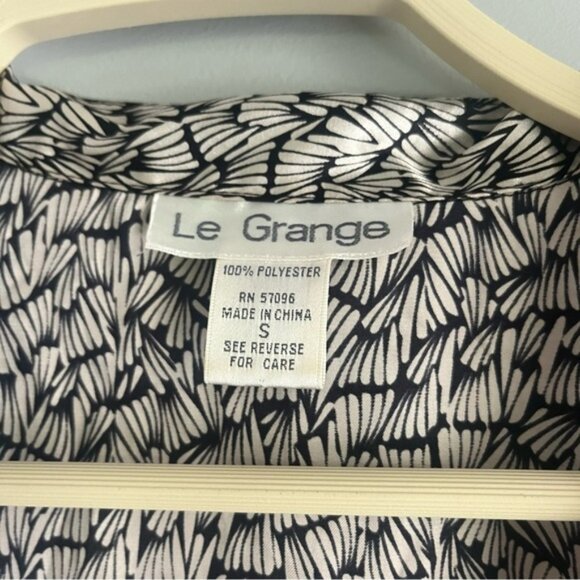 Le Grange
100% POLYESTER
RN 57096
MADE IN CHINA
S
SEE REVERSE
FOR CARE